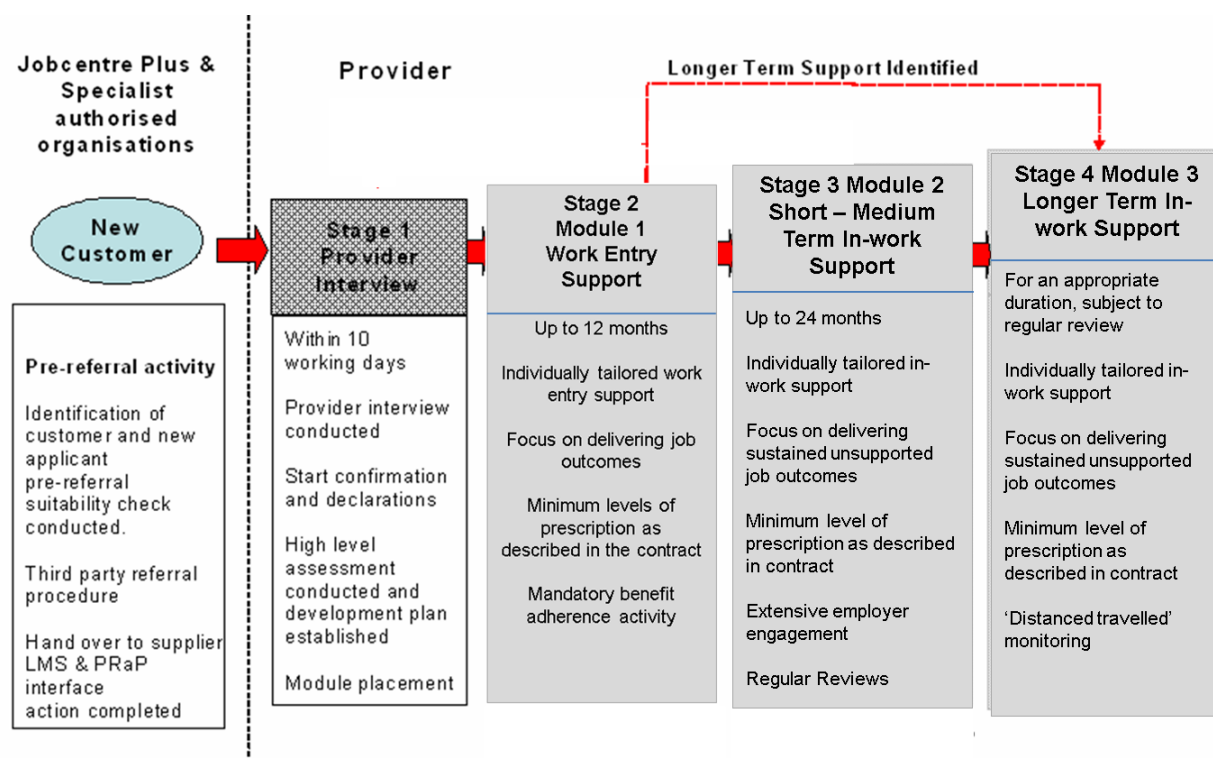 Jobcentre Plus &
Specialist
authorised
organisations
Provider
Longer Term Support Identified
New
Customer
Pre-referral activity
Identification of
customer and new
applicant
pre-referral
suitability check
conducted.
Third party referral
procedure
Hand over to supplier
LMS & PRaP
interface
action completed
Stage 1
Provider
Interview
Within 10
working days
Provider interview
conducted
Start confirmation
and declarations
High level
assessment
conducted and
development plan
established
Module placement
Stage 2
Module 1
Work Entry
Support
Up to 12 months
Individually tailored work
entry support
Focus on delivering job
outcomes
Minimum levels of
prescription as
described in the contract
Mandatory benefit
adherence activity
Stage 3 Module 2
Short – Medium
Term In-work
Support
Up to 24 months
Individually tailored in-
work support
Focus on delivering
sustained unsupported
job outcomes
Minimum level of
prescription as described
in contract
Extensive employer
engagement
Regular Reviews
Stage 4 Module 3
Longer Term In-
work Support
For an appropriate
duration, subject to
regular review
Individually tailored in-
work support
Focus on delivering
sustained unsupported
job outcomes
Minimum level of
prescription as
described in contract
‘Distanced travelled’
monitoring